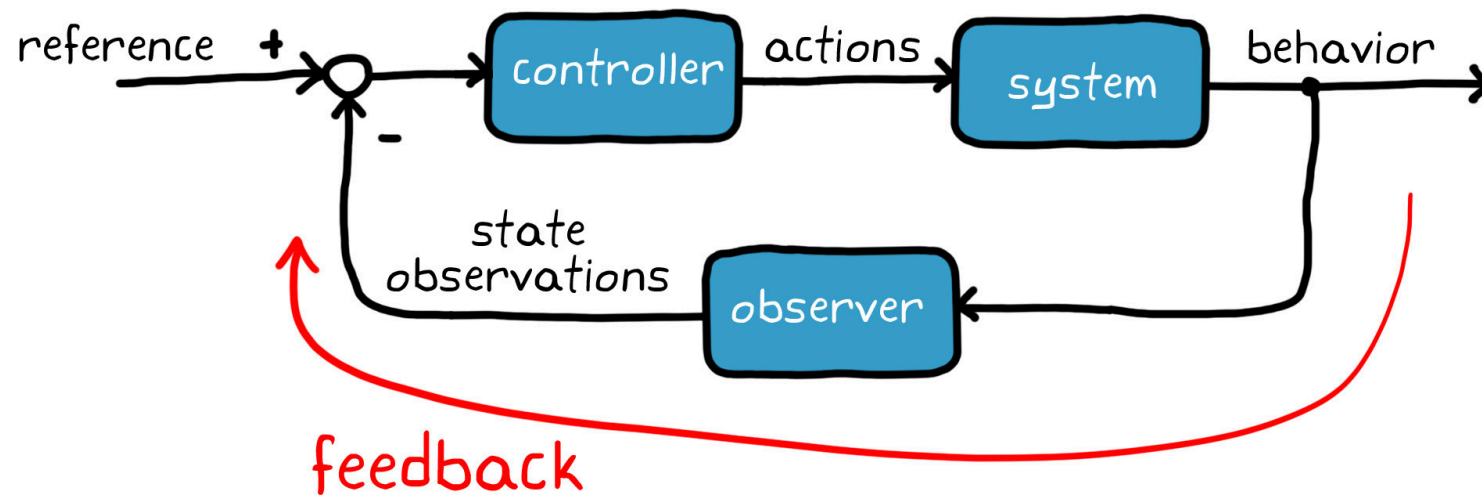 reference
+
controller
actions
system
behavior
-
state
observations
observer
feedback